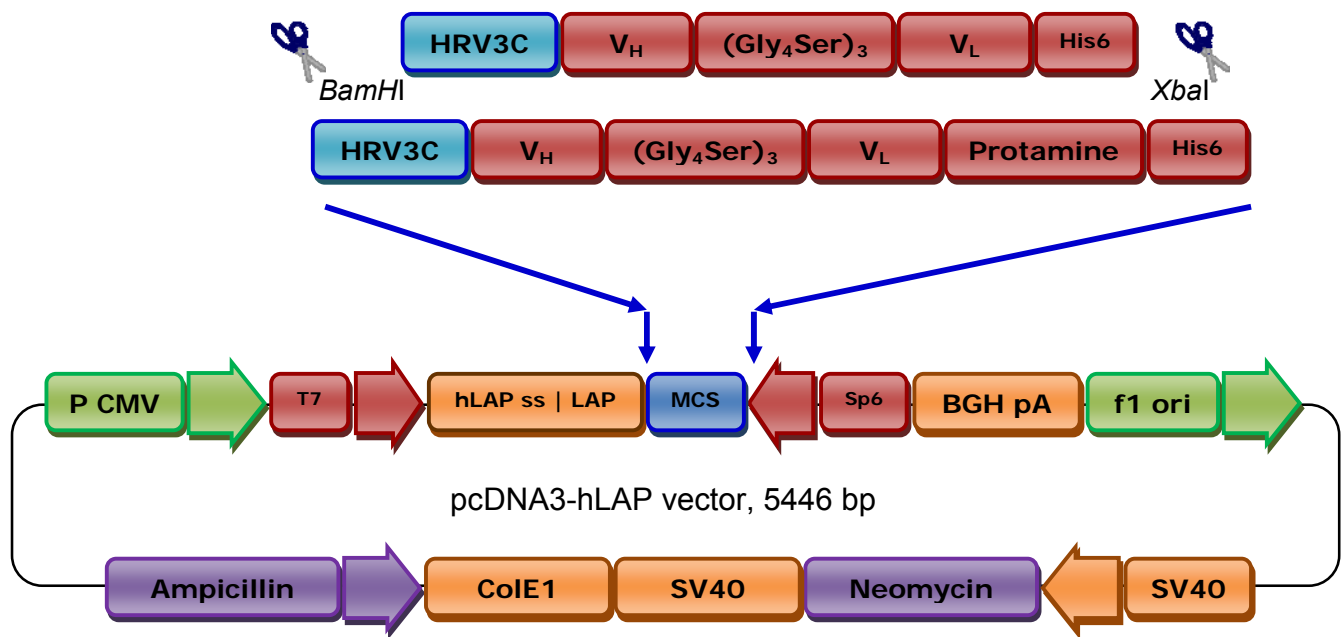 HRV3C VH (Gly4Ser)3 VL His6
BamHI XbaI
HRV3C VH (Gly4Ser)3 VL Protamine His6
P CMV T7 hLAP ss | LAP MCS Sp6 BGH pA f1 ori
pcDNA3-hLAP vector, 5446 bp
Ampicillin ColE1 SV40 Neomycin SV40